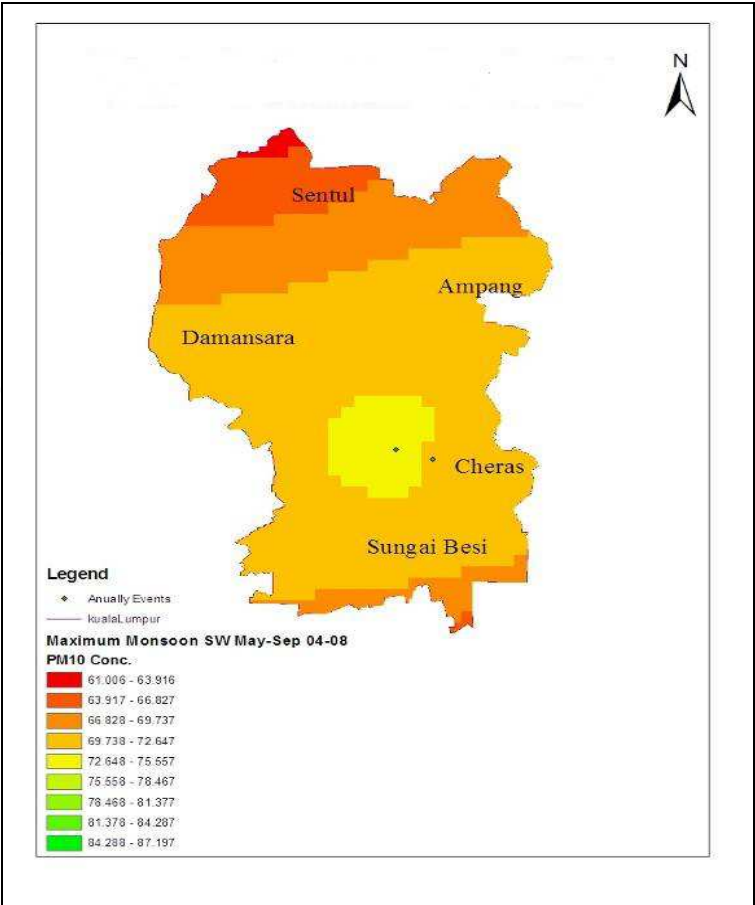 N
Sentul
Ampang
Damansara
Cheras
Sungai Besi
Legend
Anually Events
kualaLumpur
Maximum Monsoon SW May-Sep 04-08
PM10 Conc.
61.006 - 63.916
63.917 - 66.827
66.828 - 69.737
69.738 - 72.647
72.648 - 75.557
75.558 - 78.467
78.468 - 81.377
81.378 - 84.287
84.288 - 87.197